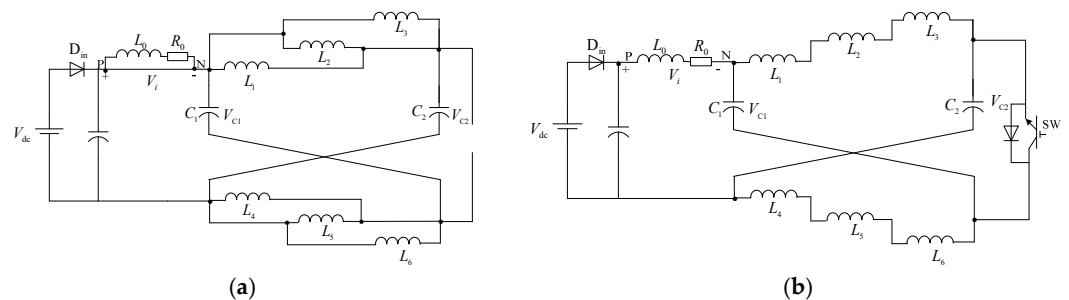 D_in P L_0 R_0 N
+ V_i -
L_3
L_2
L_1
C_1 V_C1
C_2 V_C2
V_dc
L_4
L_5
L_6
(a)
D_in P L_0 R_0 N
+ V_i -
L_3
L_2
L_1
C_1 V_C1
C_2 V_C2
SW
V_dc
L_4
L_5
L_6
(b)